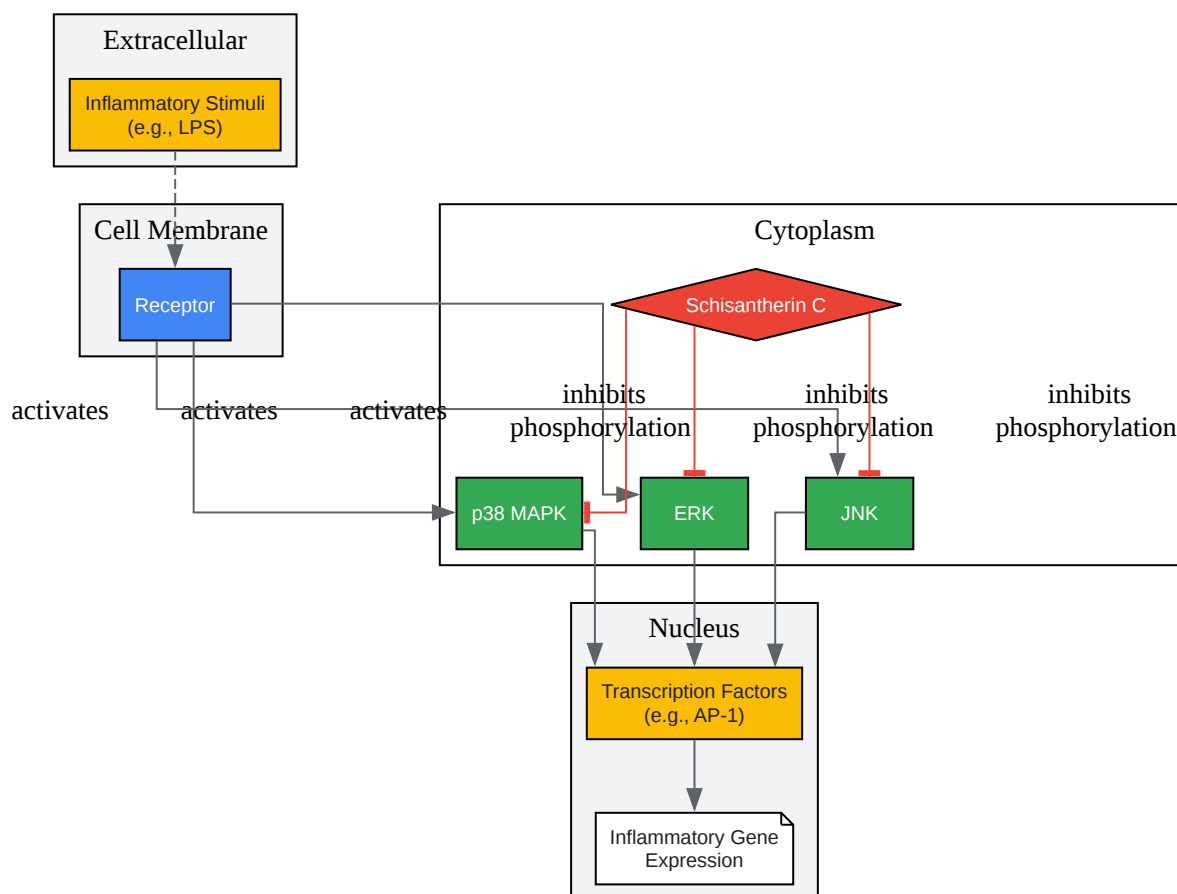 Extracellular
Inflammatory Stimuli
(e.g., LPS)
Cell Membrane
Receptor
Cytoplasm
Schisantherin C
activates
activates
activates
inhibits
phosphorylation
inhibits
phosphorylation
inhibits
phosphorylation
p38 MAPK
ERK
JNK
Nucleus
Transcription Factors
(e.g., AP-1)
Inflammatory Gene
Expression